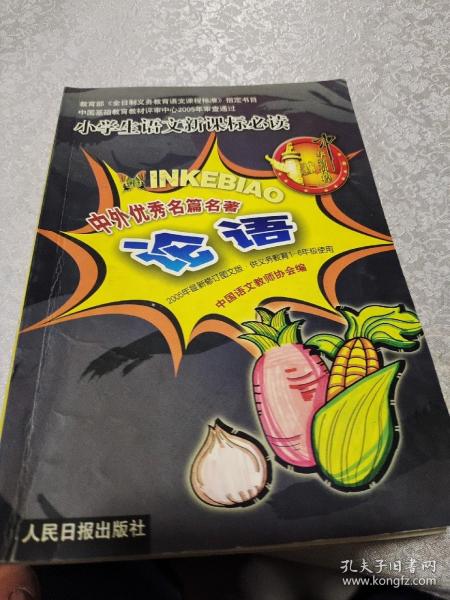 教育部《全日制义务教育语文课程标准》指定书目
中国基础教育教材评审中心2005年审查通过
小学生语文新课标必读
INKEBIAO
中外优秀名篇名著
论语
2005年最新修订图文版·供义务教育1-6年级使用
中国语文教师协会编
人民日报出版社
孔夫子旧书网
www.kongfz.com